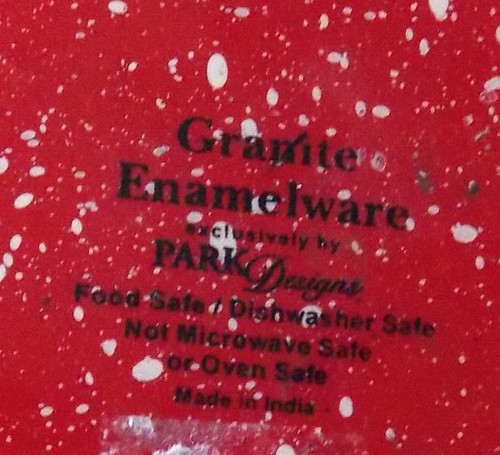 Granite
Enamelware
exclusively by
PARK Designs
Food Safe / Dishwasher Safe
Not Microwave Safe
or Oven Safe
Made in India